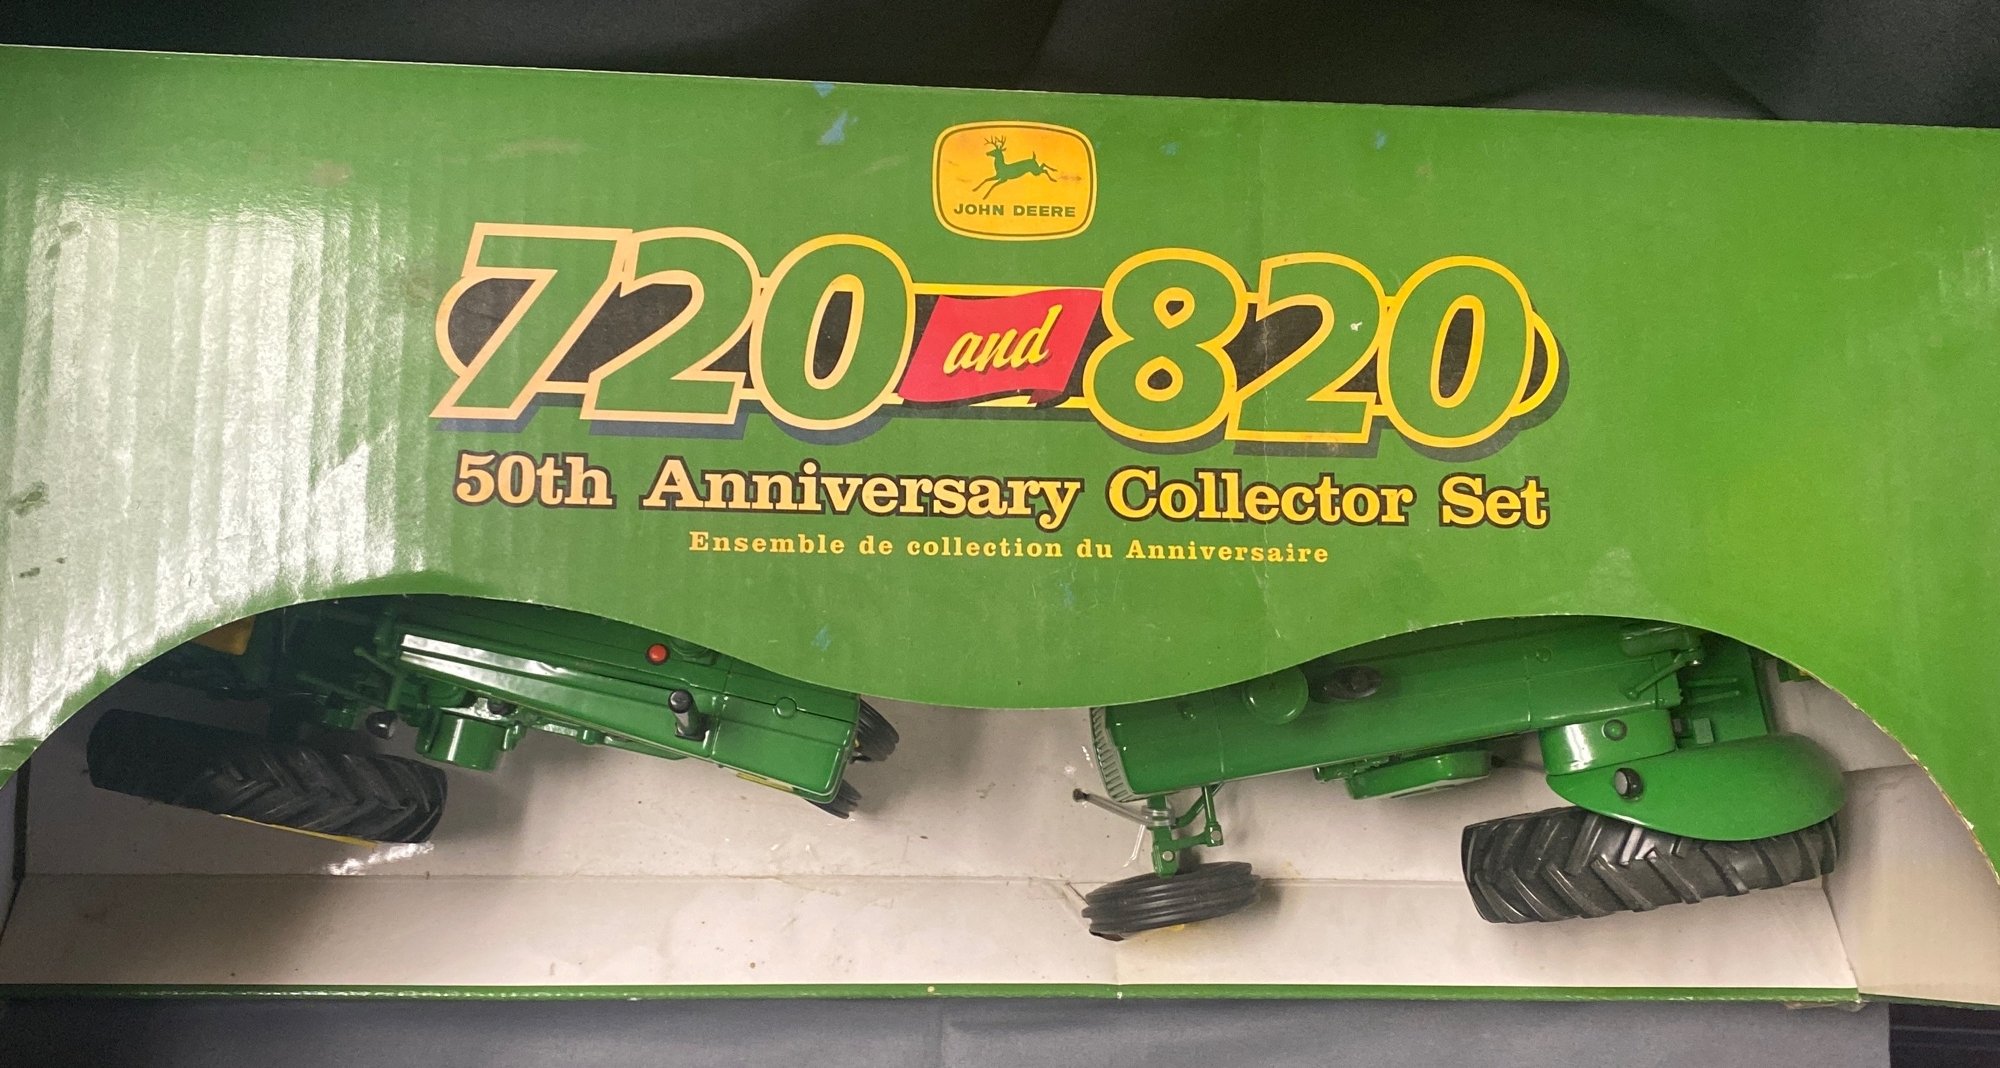 JOHN DEERE
720 and 820
50th Anniversary Collector Set
Ensemble de collection du Anniversaire